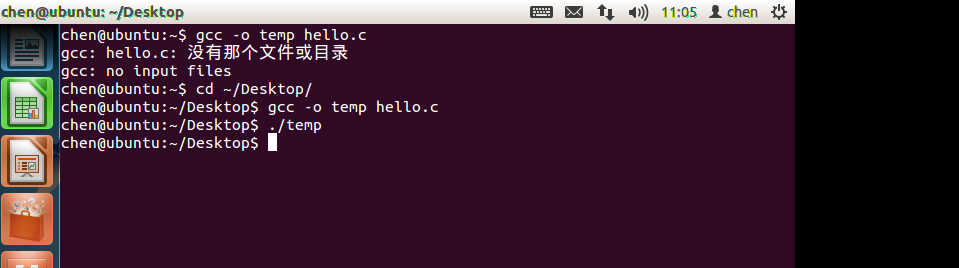 chen@ubuntu: ~/Desktop
11:05
chen
chen@ubuntu:~$ gcc -o temp hello.c
gcc: hello.c: 没有那个文件或目录
gcc: no input files
chen@ubuntu:~$ cd ~/Desktop/
chen@ubuntu:~/Desktop$ gcc -o temp hello.c
chen@ubuntu:~/Desktop$ ./temp
chen@ubuntu:~/Desktop$